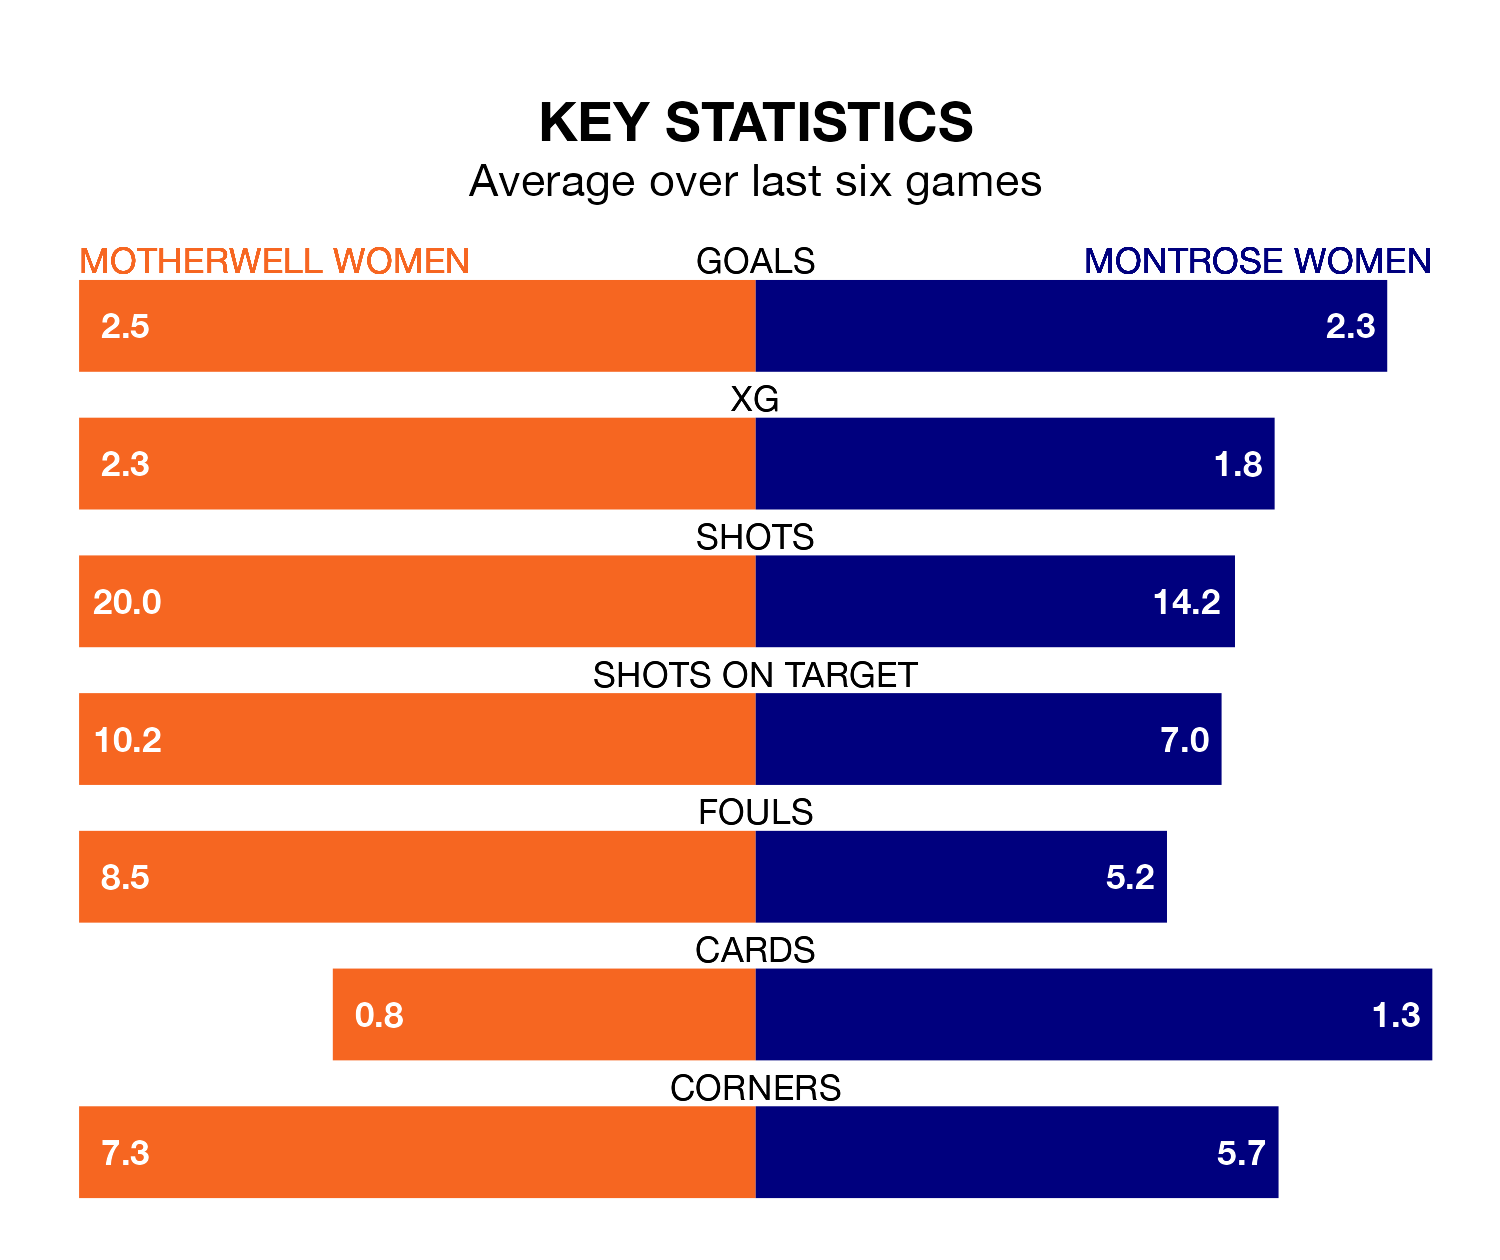 KEY STATISTICS
Average over last six games
MOTHERWELL WOMEN GOALS MONTROSE WOMEN
2.5 2.3
XG
2.3 1.8
SHOTS
20.0 14.2
SHOTS ON TARGET
10.2 7.0
FOULS
8.5 5.2
CARDS
0.8 1.3
CORNERS
7.3 5.7